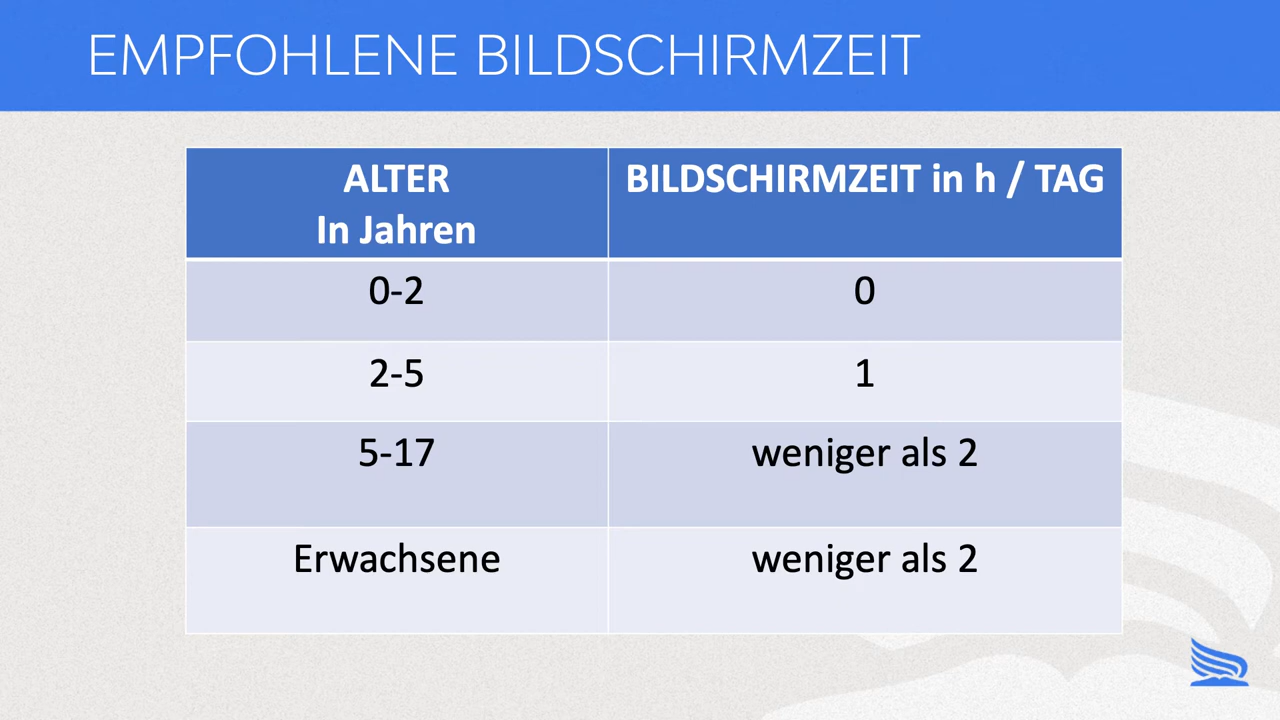 EMPFOHLENE BILDSCHIRMZEIT
ALTER
In Jahren
BILDSCHIRMZEIT in h / TAG
0-2
0
2-5
1
5-17
weniger als 2
Erwachsene
weniger als 2